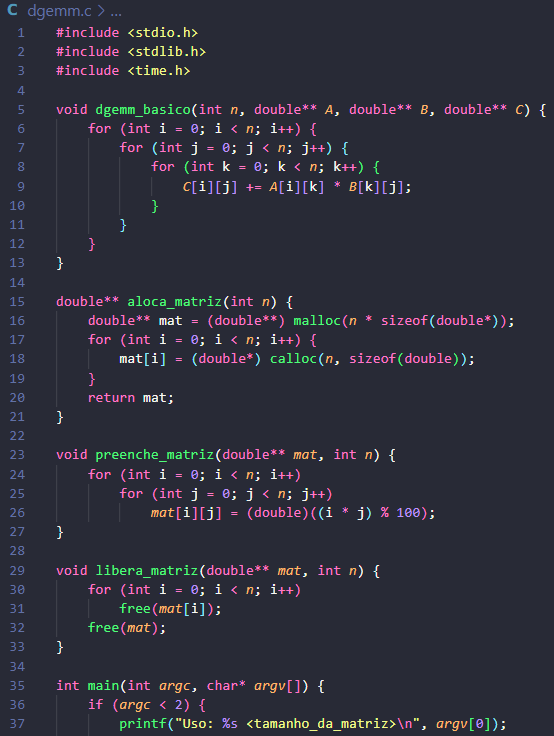 C dgemm.c > ...
1 #include <stdio.h>
2 #include <stdlib.h>
3 #include <time.h>
4
5 void dgemm_basico(int n, double** A, double** B, double** C) {
6     for (int i = 0; i < n; i++) {
7         for (int j = 0; j < n; j++) {
8             for (int k = 0; k < n; k++) {
9                 C[i][j] += A[i][k] * B[k][j];
10             }
11         }
12     }
13 }
14
15 double** aloca_matriz(int n) {
16     double** mat = (double**) malloc(n * sizeof(double*));
17     for (int i = 0; i < n; i++) {
18         mat[i] = (double*) calloc(n, sizeof(double));
19     }
20     return mat;
21 }
22
23 void preenche_matriz(double** mat, int n) {
24     for (int i = 0; i < n; i++)
25         for (int j = 0; j < n; j++)
26             mat[i][j] = (double)((i * j) % 100);
27 }
28
29 void libera_matriz(double** mat, int n) {
30     for (int i = 0; i < n; i++)
31         free(mat[i]);
32     free(mat);
33 }
34
35 int main(int argc, char* argv[]) {
36     if (argc < 2) {
37         printf("Uso: %s <tamanho_da_matriz>\n", argv[0]);